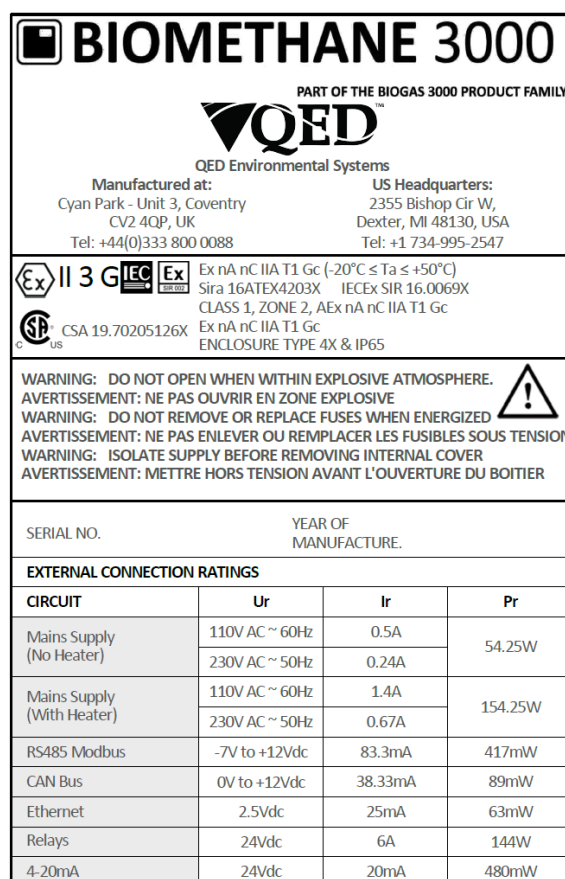 BIOMETHANE 3000
PART OF THE BIOGAS 3000 PRODUCT FAMILY
QED™
QED Environmental Systems
Manufactured at:
Cyan Park - Unit 3, Coventry
CV2 4QP, UK
Tel: +44(0)333 800 0088
US Headquarters:
2355 Bishop Cir W,
Dexter, MI 48130, USA
Tel: +1 734-995-2547
Ex II 3 G IEC Ex SIR 002
Ex nA nC IIA T1 Gc (-20°C ≤ Ta ≤ +50°C)
Sira 16ATEX4203X IECEx SIR 16.0069X
CLASS 1, ZONE 2, AEx nA nC IIA T1 Gc
C SA C US CSA 19.70205126X Ex nA nC IIA T1 Gc
ENCLOSURE TYPE 4X & IP65
WARNING: DO NOT OPEN WHEN WITHIN EXPLOSIVE ATMOSPHERE.
AVERTISSEMENT: NE PAS OUVRIR EN ZONE EXPLOSIVE
WARNING: DO NOT REMOVE OR REPLACE FUSES WHEN ENERGIZED
AVERTISSEMENT: NE PAS ENLEVER OU REMPLACER LES FUSIBLES SOUS TENSION
WARNING: ISOLATE SUPPLY BEFORE REMOVING INTERNAL COVER
AVERTISSEMENT: METTRE HORS TENSION AVANT L'OUVERTURE DU BOITIER
SERIAL NO.
YEAR OF
MANUFACTURE.
EXTERNAL CONNECTION RATINGS
CIRCUIT Ur Ir Pr
Mains Supply
(No Heater)
110V AC ~ 60Hz 0.5A
230V AC ~ 50Hz 0.24A
54.25W
Mains Supply
(With Heater)
110V AC ~ 60Hz 1.4A
230V AC ~ 50Hz 0.67A
154.25W
RS485 Modbus -7V to +12Vdc 83.3mA 417mW
CAN Bus 0V to +12Vdc 38.33mA 89mW
Ethernet 2.5Vdc 25mA 63mW
Relays 24Vdc 6A 144W
4-20mA 24Vdc 20mA 480mW